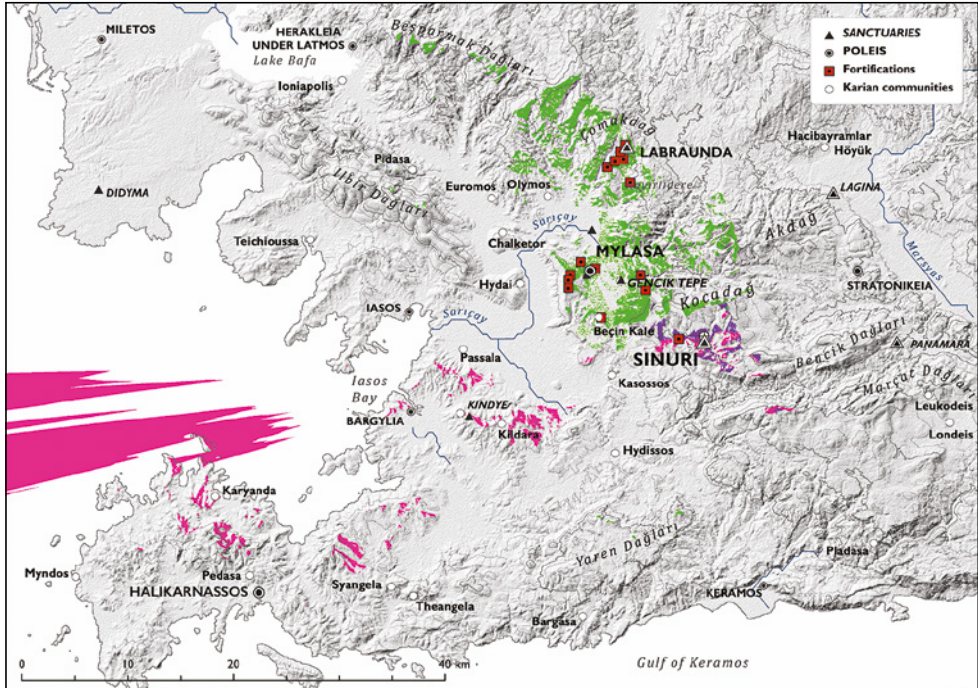 MILETOS
HERAKLEIA
UNDER LATMOS
Lake Bafa
Ioniapolis
Beşparmak Dağları
SANCTUARIES
POLEIS
Fortifications
Karian communities
Çomakdağ
LABRAUNDA
Hacibayramlar
Höyük
Pidasa
DIDYMA
Ilbir Dağları
Euromos
Olymos
LAGINA
Akdağ
Marsyas
Sarıçay
Teichioussa
Chalketor
MYLASA
Hydai
GENCIK TEPE
STRATONIKEIA
Kocadağ
IASOS
Sarıçay
Beçin Kale
SINURI
Bencik Dağları
PANAMARA
Passala
Kasossos
Marçat Dağlar
Iasos
Bay
KINDYE
BARGYLIA
Kildara
Leukodeis
Londeis
Hydissos
Karyanda
Yaren Dağları
Pladasa
Myndos
Pedasa
HALIKARNASSOS
Syangela
Theangela
KERAMOS
Bargasa
Gulf of Keramos
0 10 20 40 km